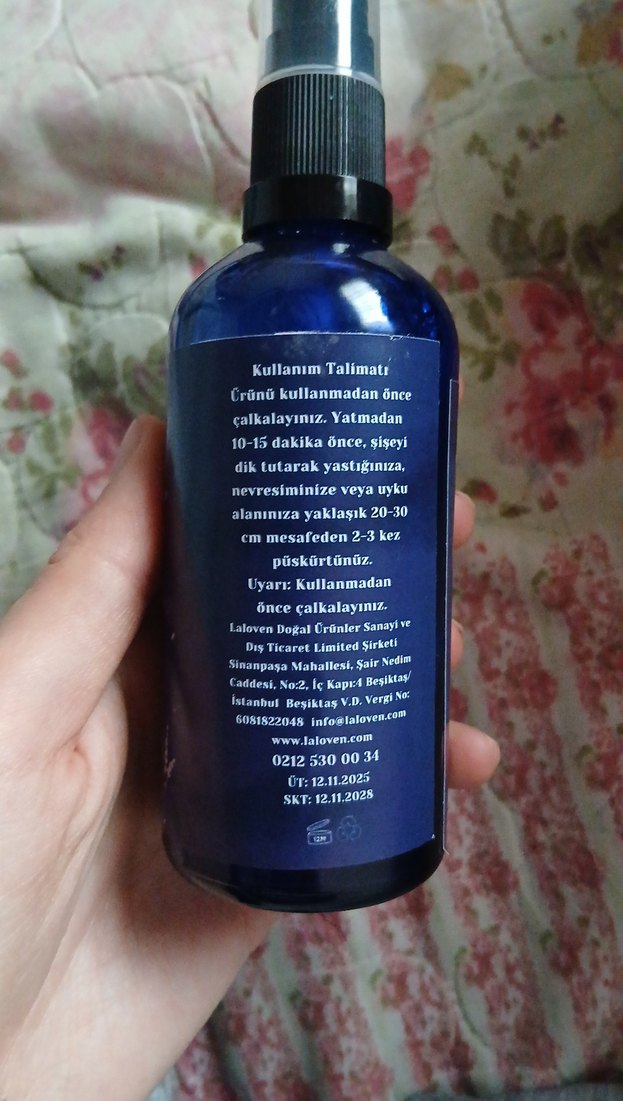 Kullanım Talimatı
Ürünü kullanmadan önce
çalkalayınız. Yatmadan
10-15 dakika önce, şişeyi
dik tutarak yastığınıza,
nevresiminize veya uyku
alanınıza yaklaşık 20-30
cm mesafeden 2-3 kez
püskürtünüz.
Uyarı: Kullanmadan
önce çalkalayınız.
Laloven Doğal Ürünler Sanayi ve
Dış Ticaret Limited Şirketi
Sinanpaşa Mahallesi, Şair Nedim
Caddesi, No:2, İç Kapı:4 Beşiktaş/
İstanbul Beşiktaş V.D. Vergi No:
6081822048 info@laloven.com
www.laloven.com
0212 530 00 34
ÜT: 12.11.2025
SKT: 12.11.2028
12M